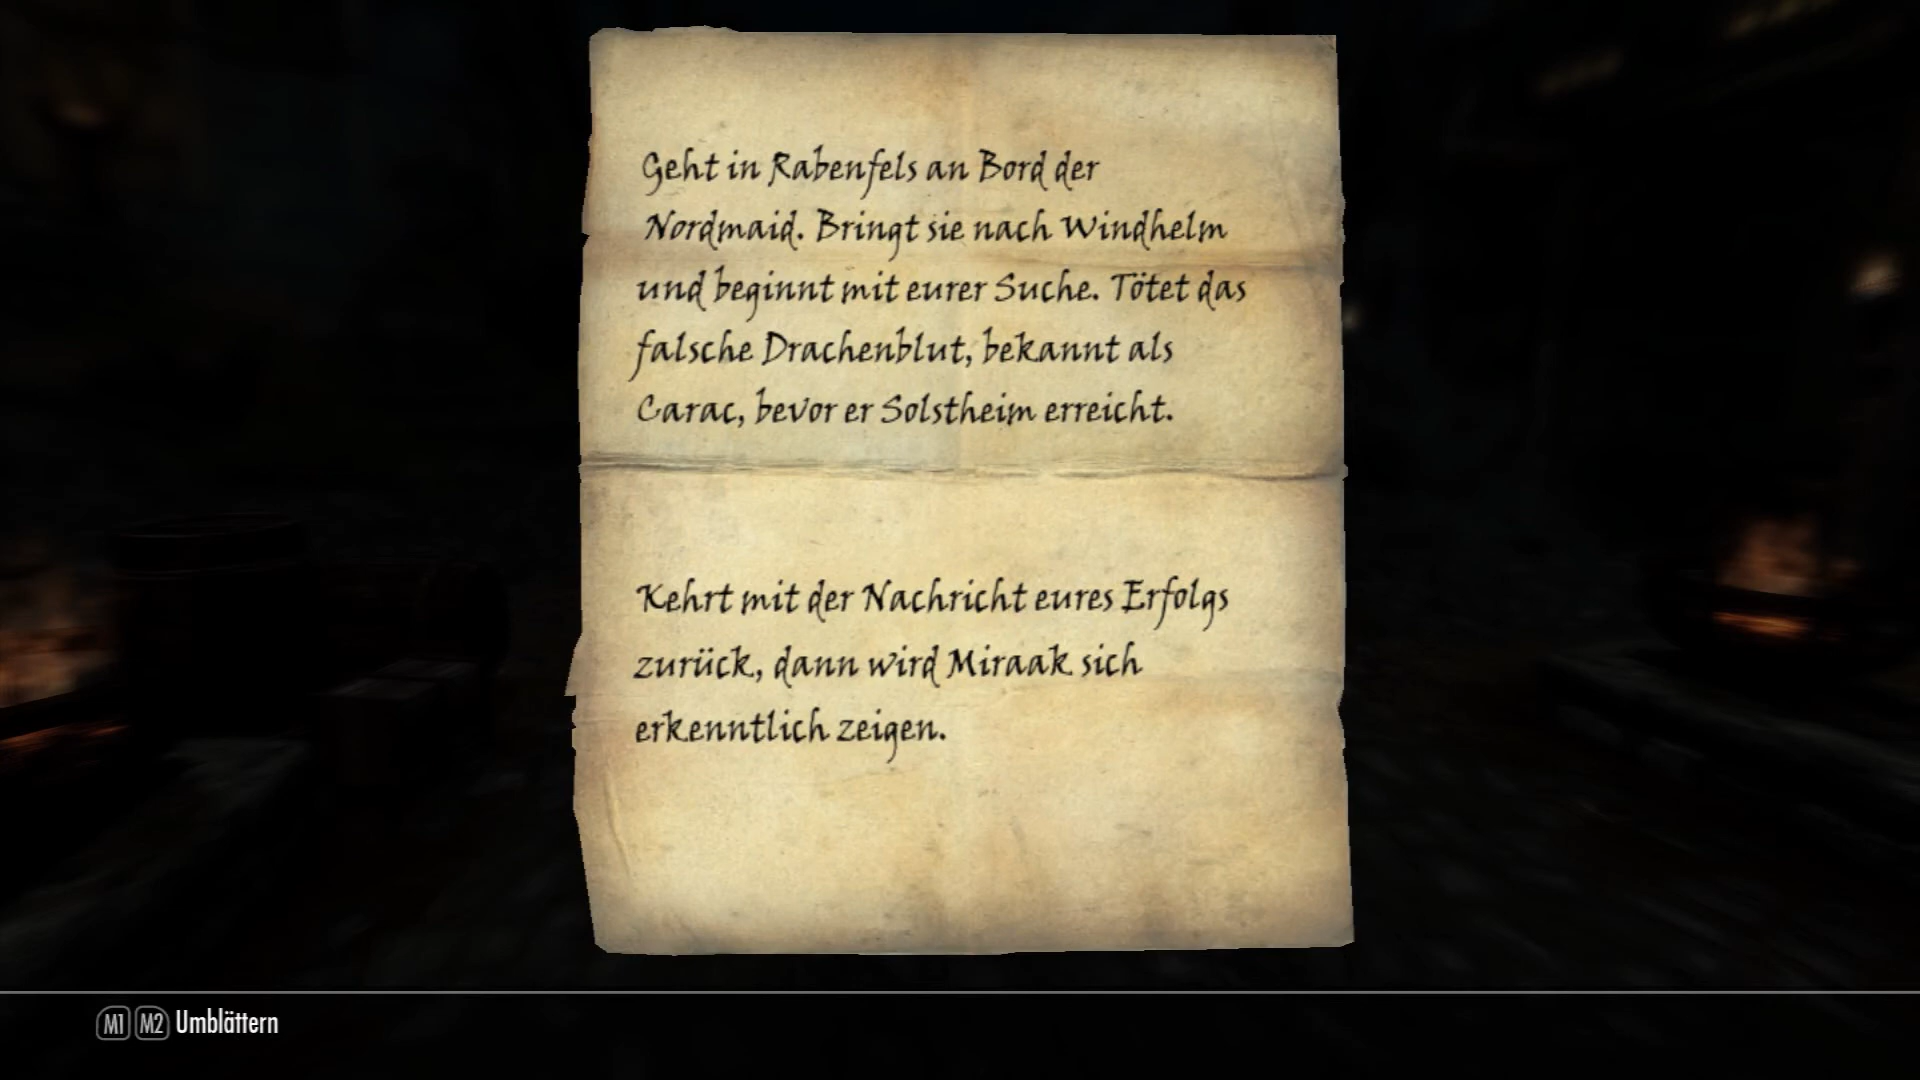 Geht in Rabenfels an Bord der
Nordmaid. Bringt sie nach Windhelm
und beginnt mit eurer Suche. Tötet das
falsche Drachenblut, bekannt als
Carac, bevor er Solstheim erreicht.
Kehrt mit der Nachricht eures Erfolgs
zurück, dann wird Miraak sich
erkenntlich zeigen.
M1 M2 Umblättern